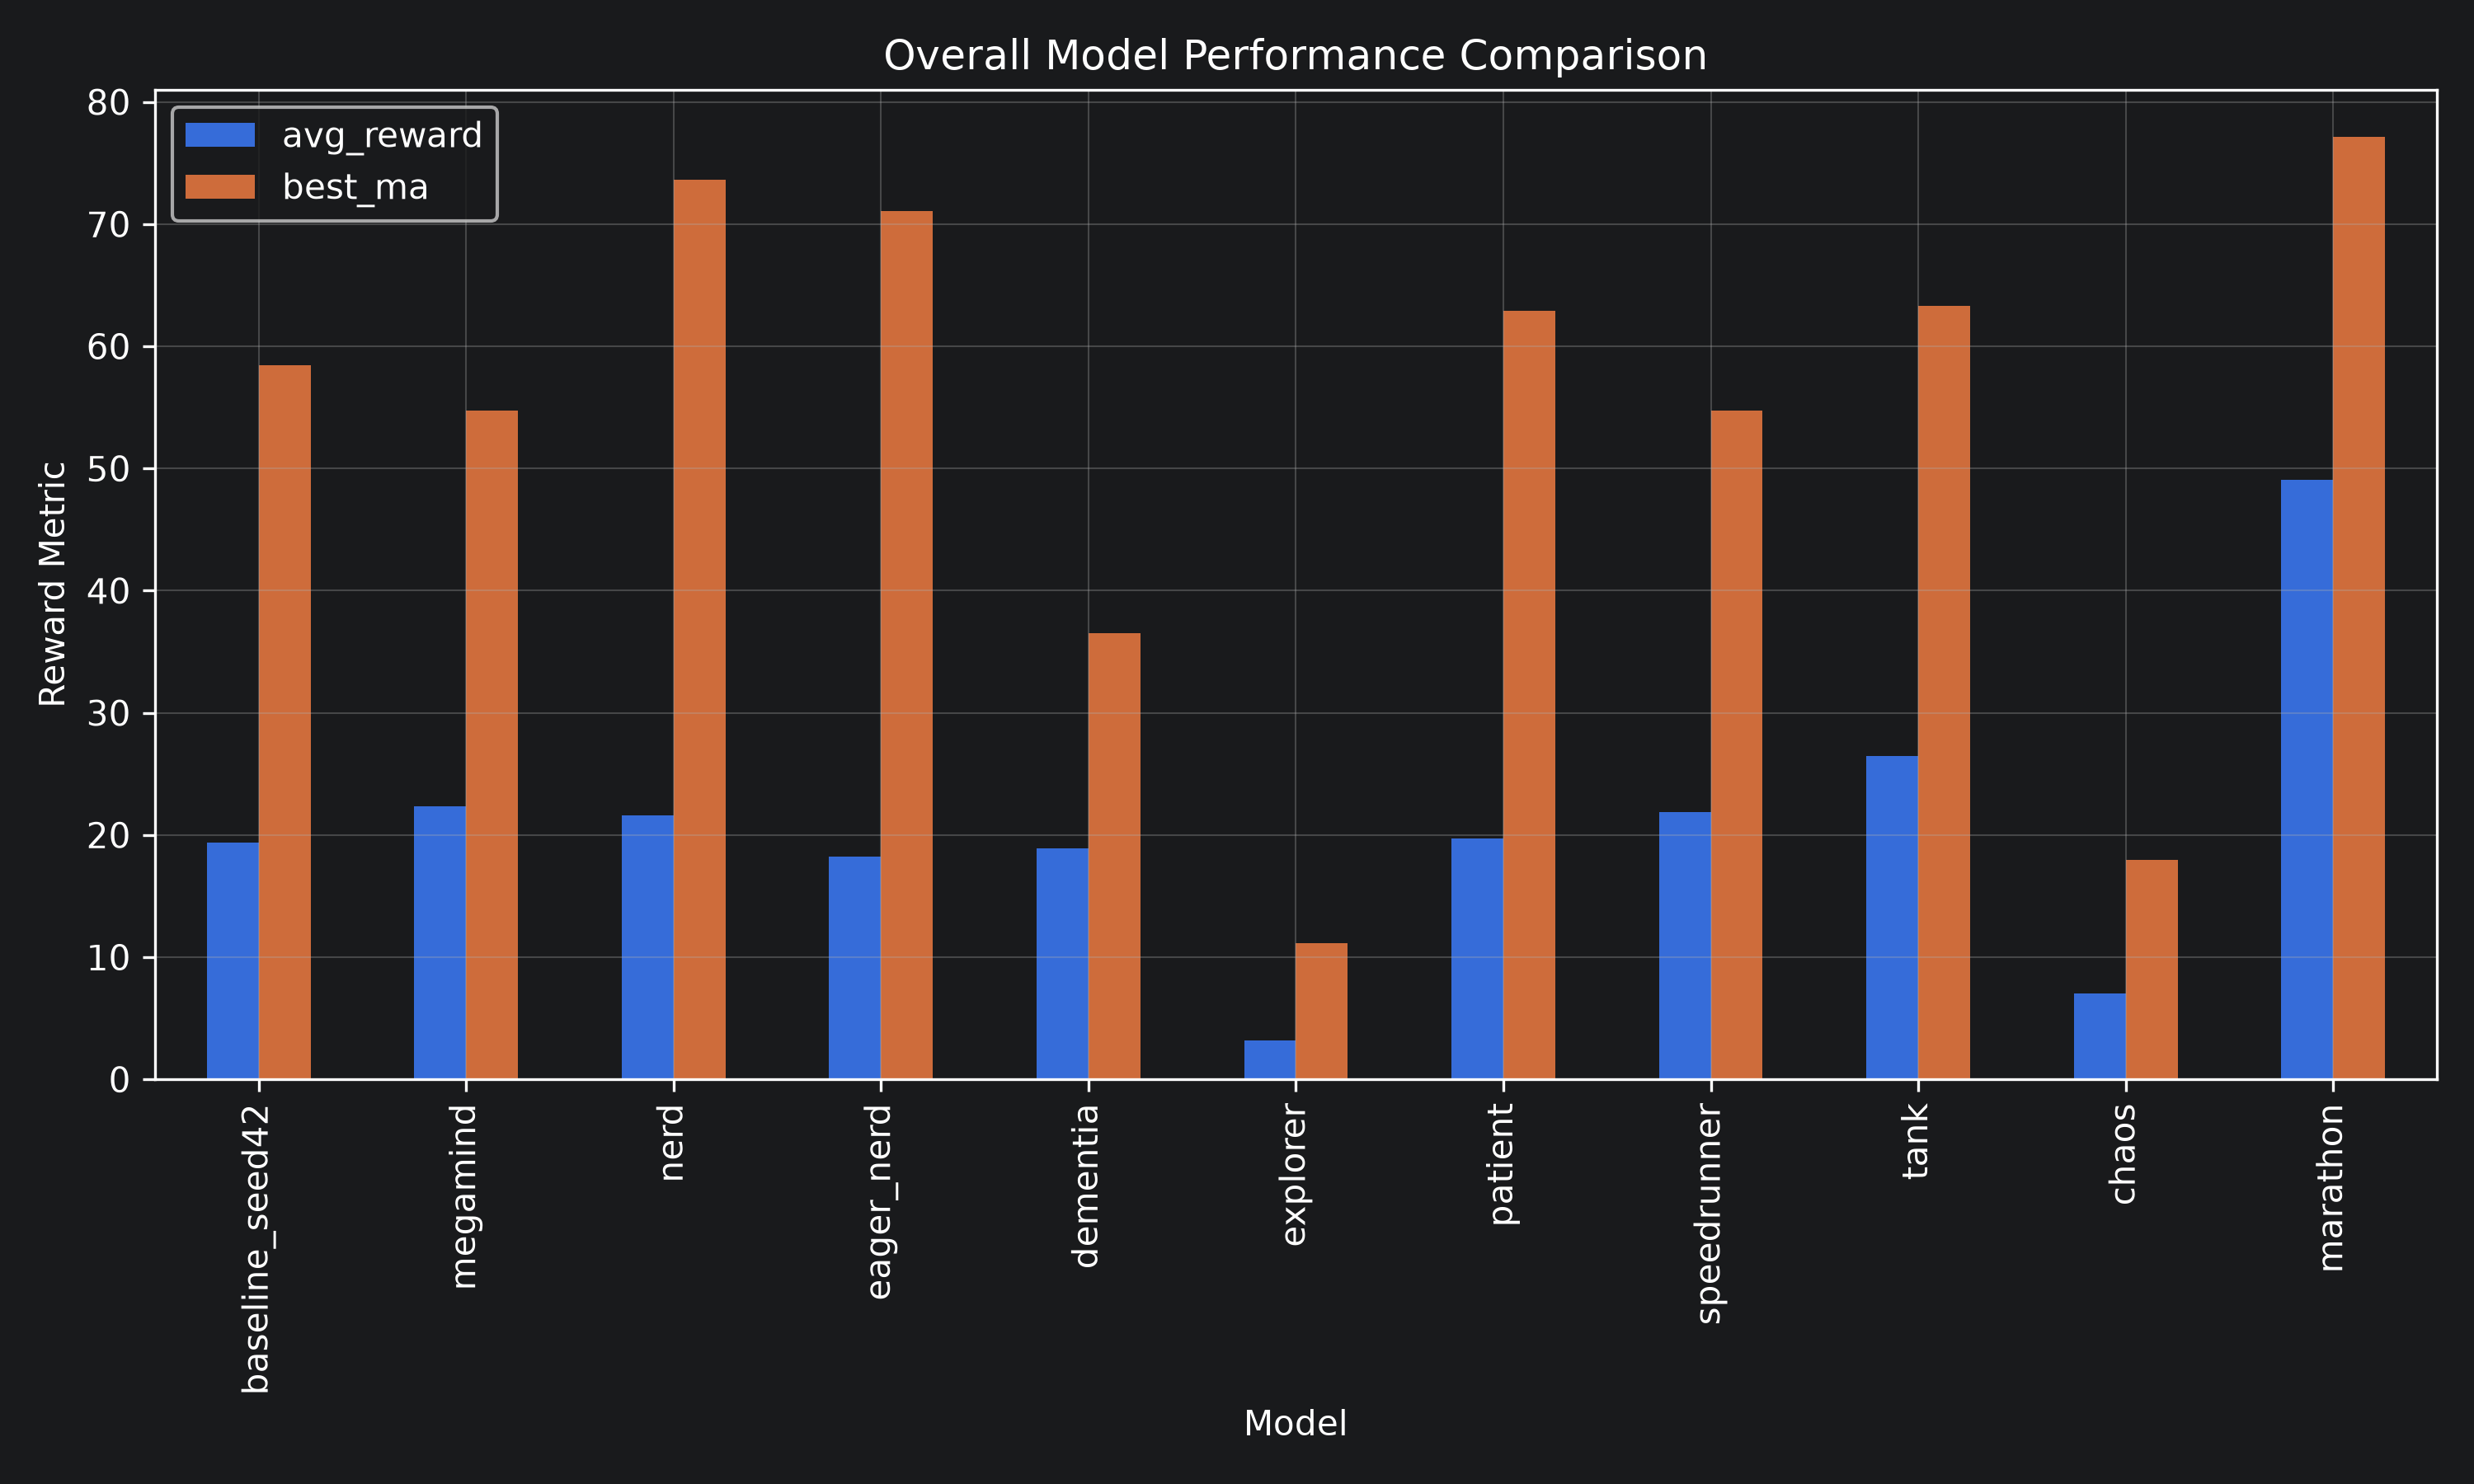 Overall Model Performance Comparison
avg_reward
best_ma
Reward Metric
80
70
60
50
40
30
20
10
0
baseline_seed42
megamind
nerd
eager_nerd
dementia
explorer
patient
speedrunner
tank
chaos
marathon
Model